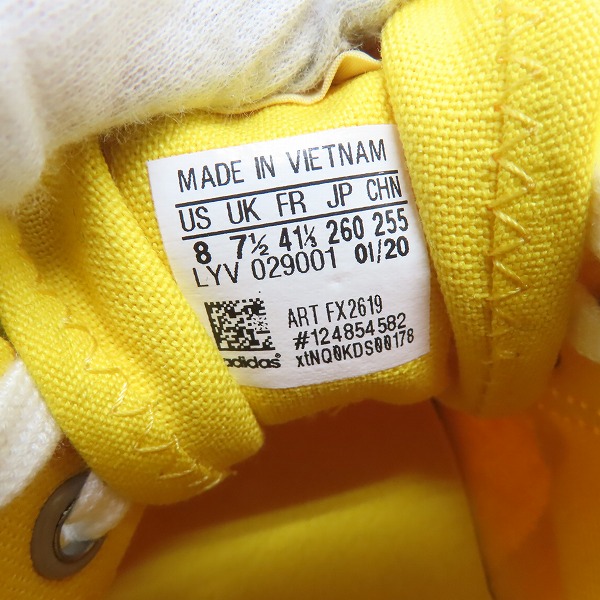 MADE IN VIETNAM
US UK FR JP CHN
8 7½ 41⅓ 260 255
LYV 029001 01/20
ART FX2619
#124854582
adidas xtNQ0KDS00178